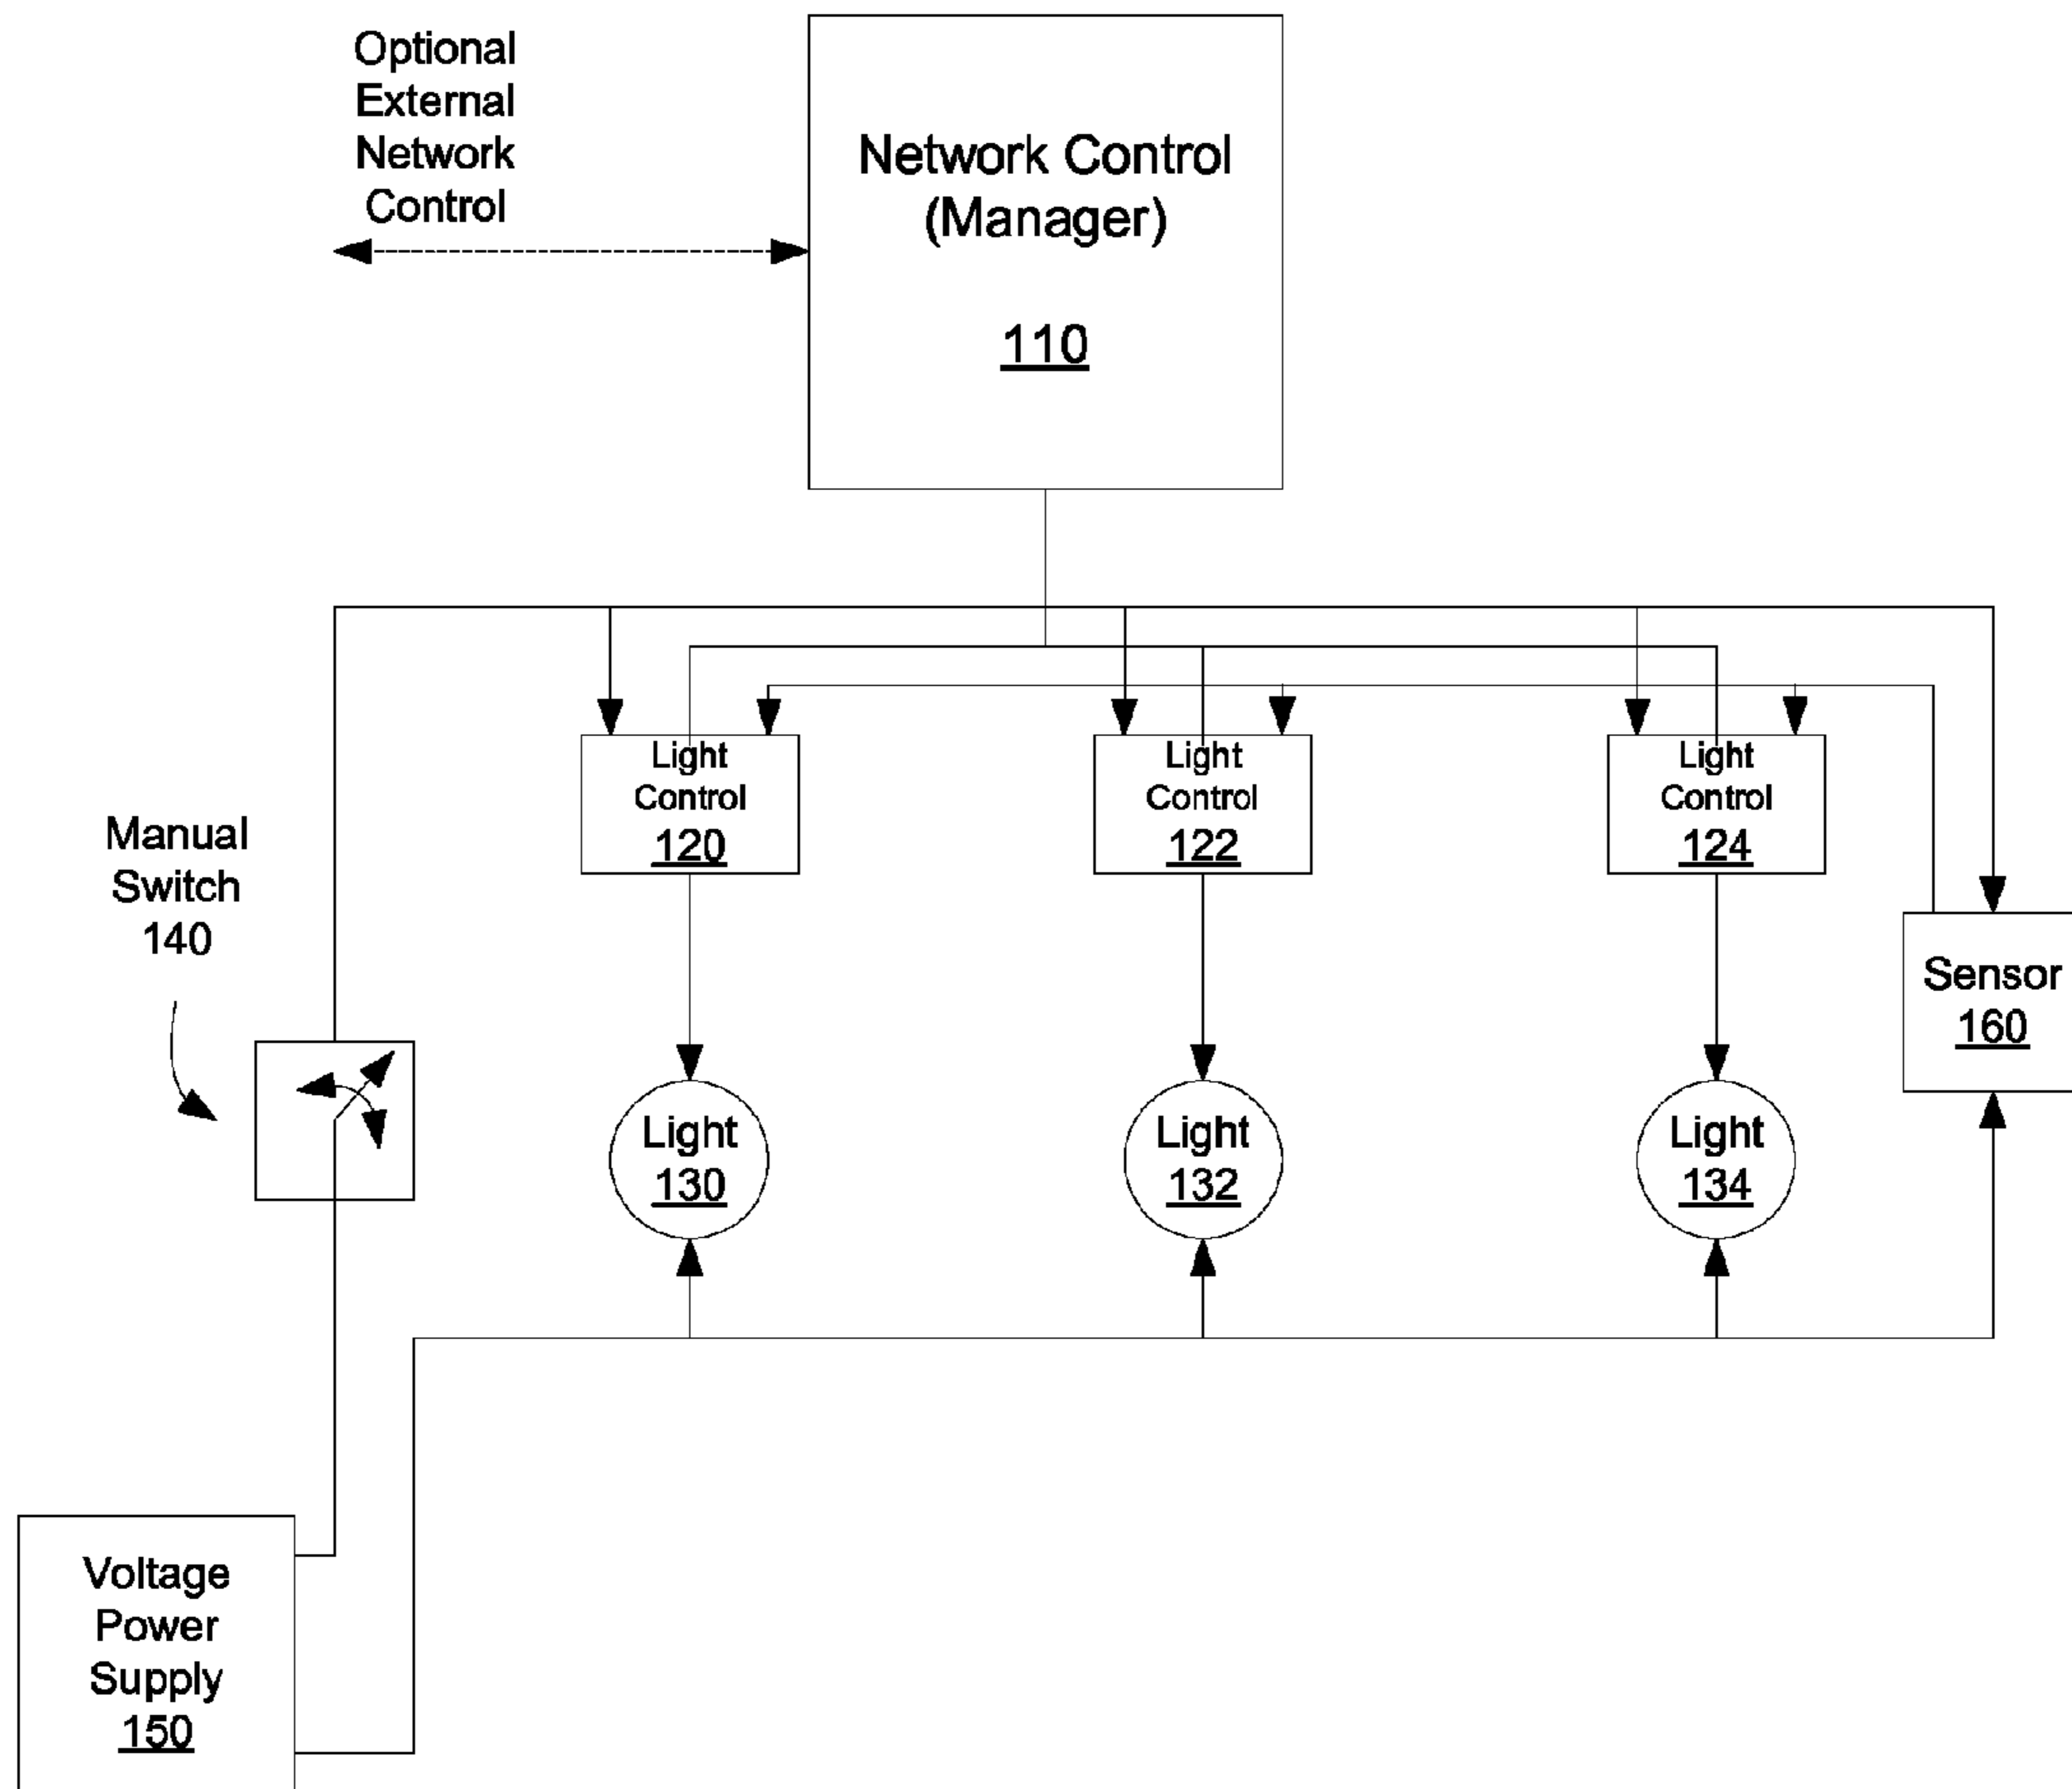 Optional
External
Network
Control
Network Control
(Manager)
110
Light
Control
120
Light
Control
122
Light
Control
124
Manual
Switch
140
Sensor
160
Light
130
Light
132
Light
134
Voltage
Power
Supply
150